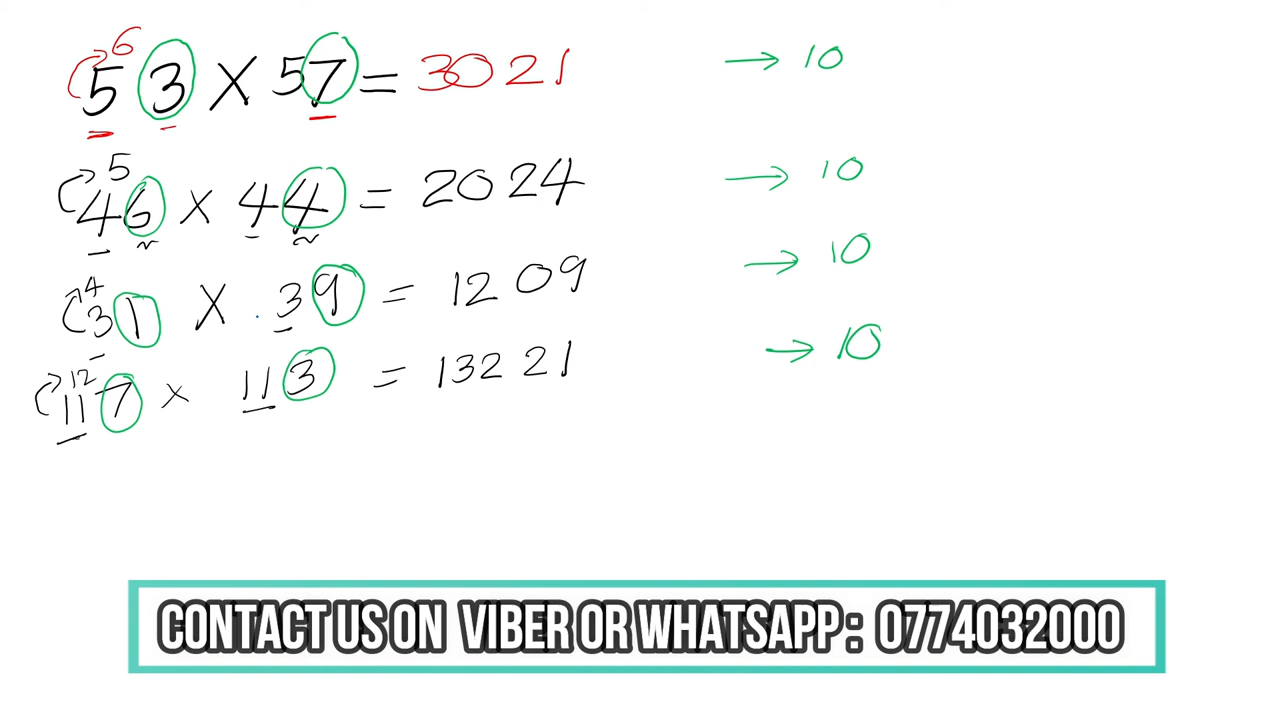 6
53 × 57 = 3021 → 10
5
46 × 44 = 2024 → 10
4
31 × 39 = 1209 → 10
12
117 × 113 = 13221 → 10
CONTACT US ON VIBER OR WHATSAPP : 0774032000